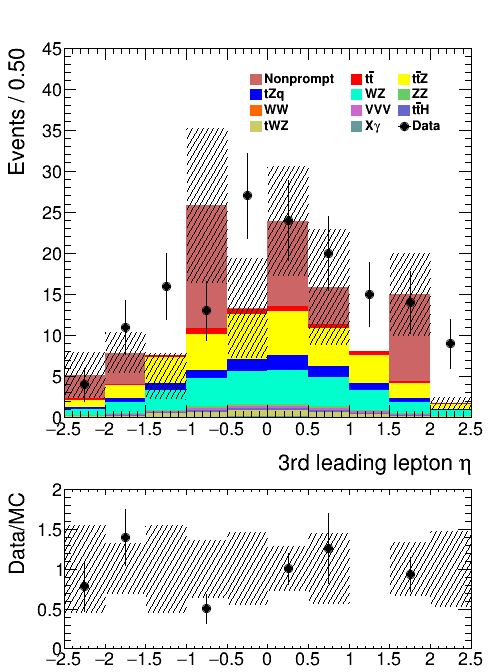 Events / 0.50
45
40
35
30
25
20
15
10
5
0
Nonprompt tt̄ tt̄Z
tZq WZ ZZ
WW VVV tt̄H
tWZ Xγ Data
−2.5 −2 −1.5 −1 −0.5 0 0.5 1 1.5 2 2.5
3rd leading lepton η
Data/MC
2
1.5
1
0.5
0
−2.5 −2 −1.5 −1 −0.5 0 0.5 1 1.5 2 2.5